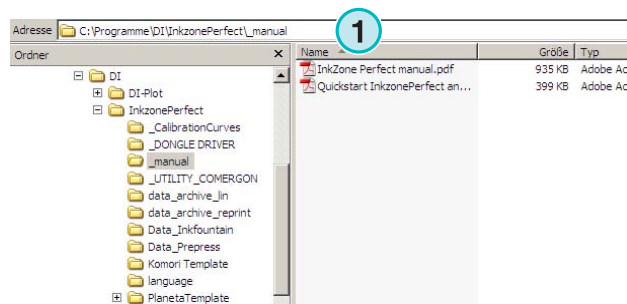 Adresse C:\Programme\DI\InkzonePerfect\_manual
1
Ordner
Name Größe Typ
InkZone Perfect manual.pdf 935 KB Adobe Ac
Quickstart InkzonePerfect an... 399 KB Adobe Ac
DI
DI-Plot
InkzonePerfect
_CalibrationCurves
_DONGLE DRIVER
_manual
_UTILITY_COMERGON
data_archive_lin
data_archive_reprint
Data_Inkfountain
Data_Prepress
Komori Template
language
PlanetaTemplate